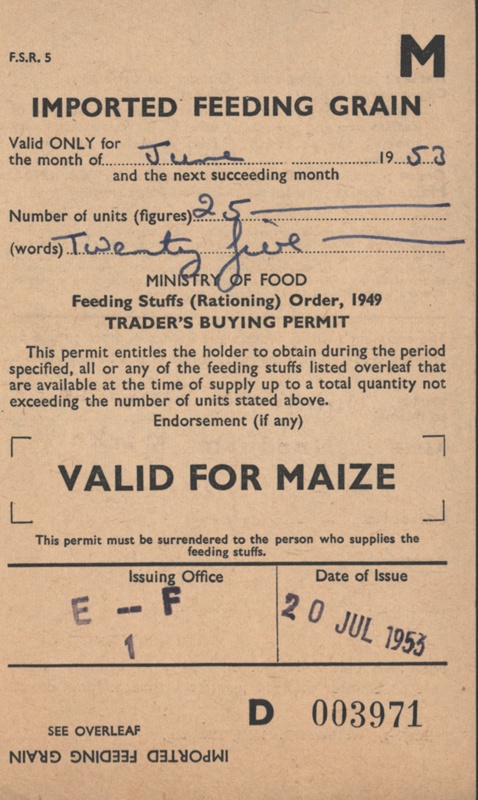 F.S.R. 5
M
IMPORTED FEEDING GRAIN
Valid ONLY for
the month of June 1953
and the next succeeding month
Number of units (figures) 25
(words) Twenty five
MINISTRY OF FOOD
Feeding Stuffs (Rationing) Order, 1949
TRADER'S BUYING PERMIT
This permit entitles the holder to obtain during the period
specified, all or any of the feeding stuffs listed overleaf that
are available at the time of supply up to a total quantity not
exceeding the number of units stated above.
Endorsement (if any)
VALID FOR MAIZE
This permit must be surrendered to the person who supplies the
feeding stuffs.
Issuing Office
Date of Issue
E -- F
1
20 JUL 1953
D 003971
SEE OVERLEAF
IMPORTED FEEDING GRAIN